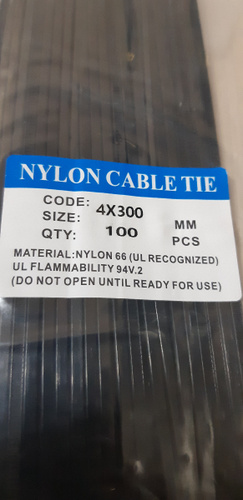 NYLON CABLE TIE
CODE: 4X300
SIZE: MM
QTY: 100 PCS
MATERIAL:NYLON 66 (UL RECOGNIZED)
UL FLAMMABILITY 94V.2
(DO NOT OPEN UNTIL READY FOR USE)